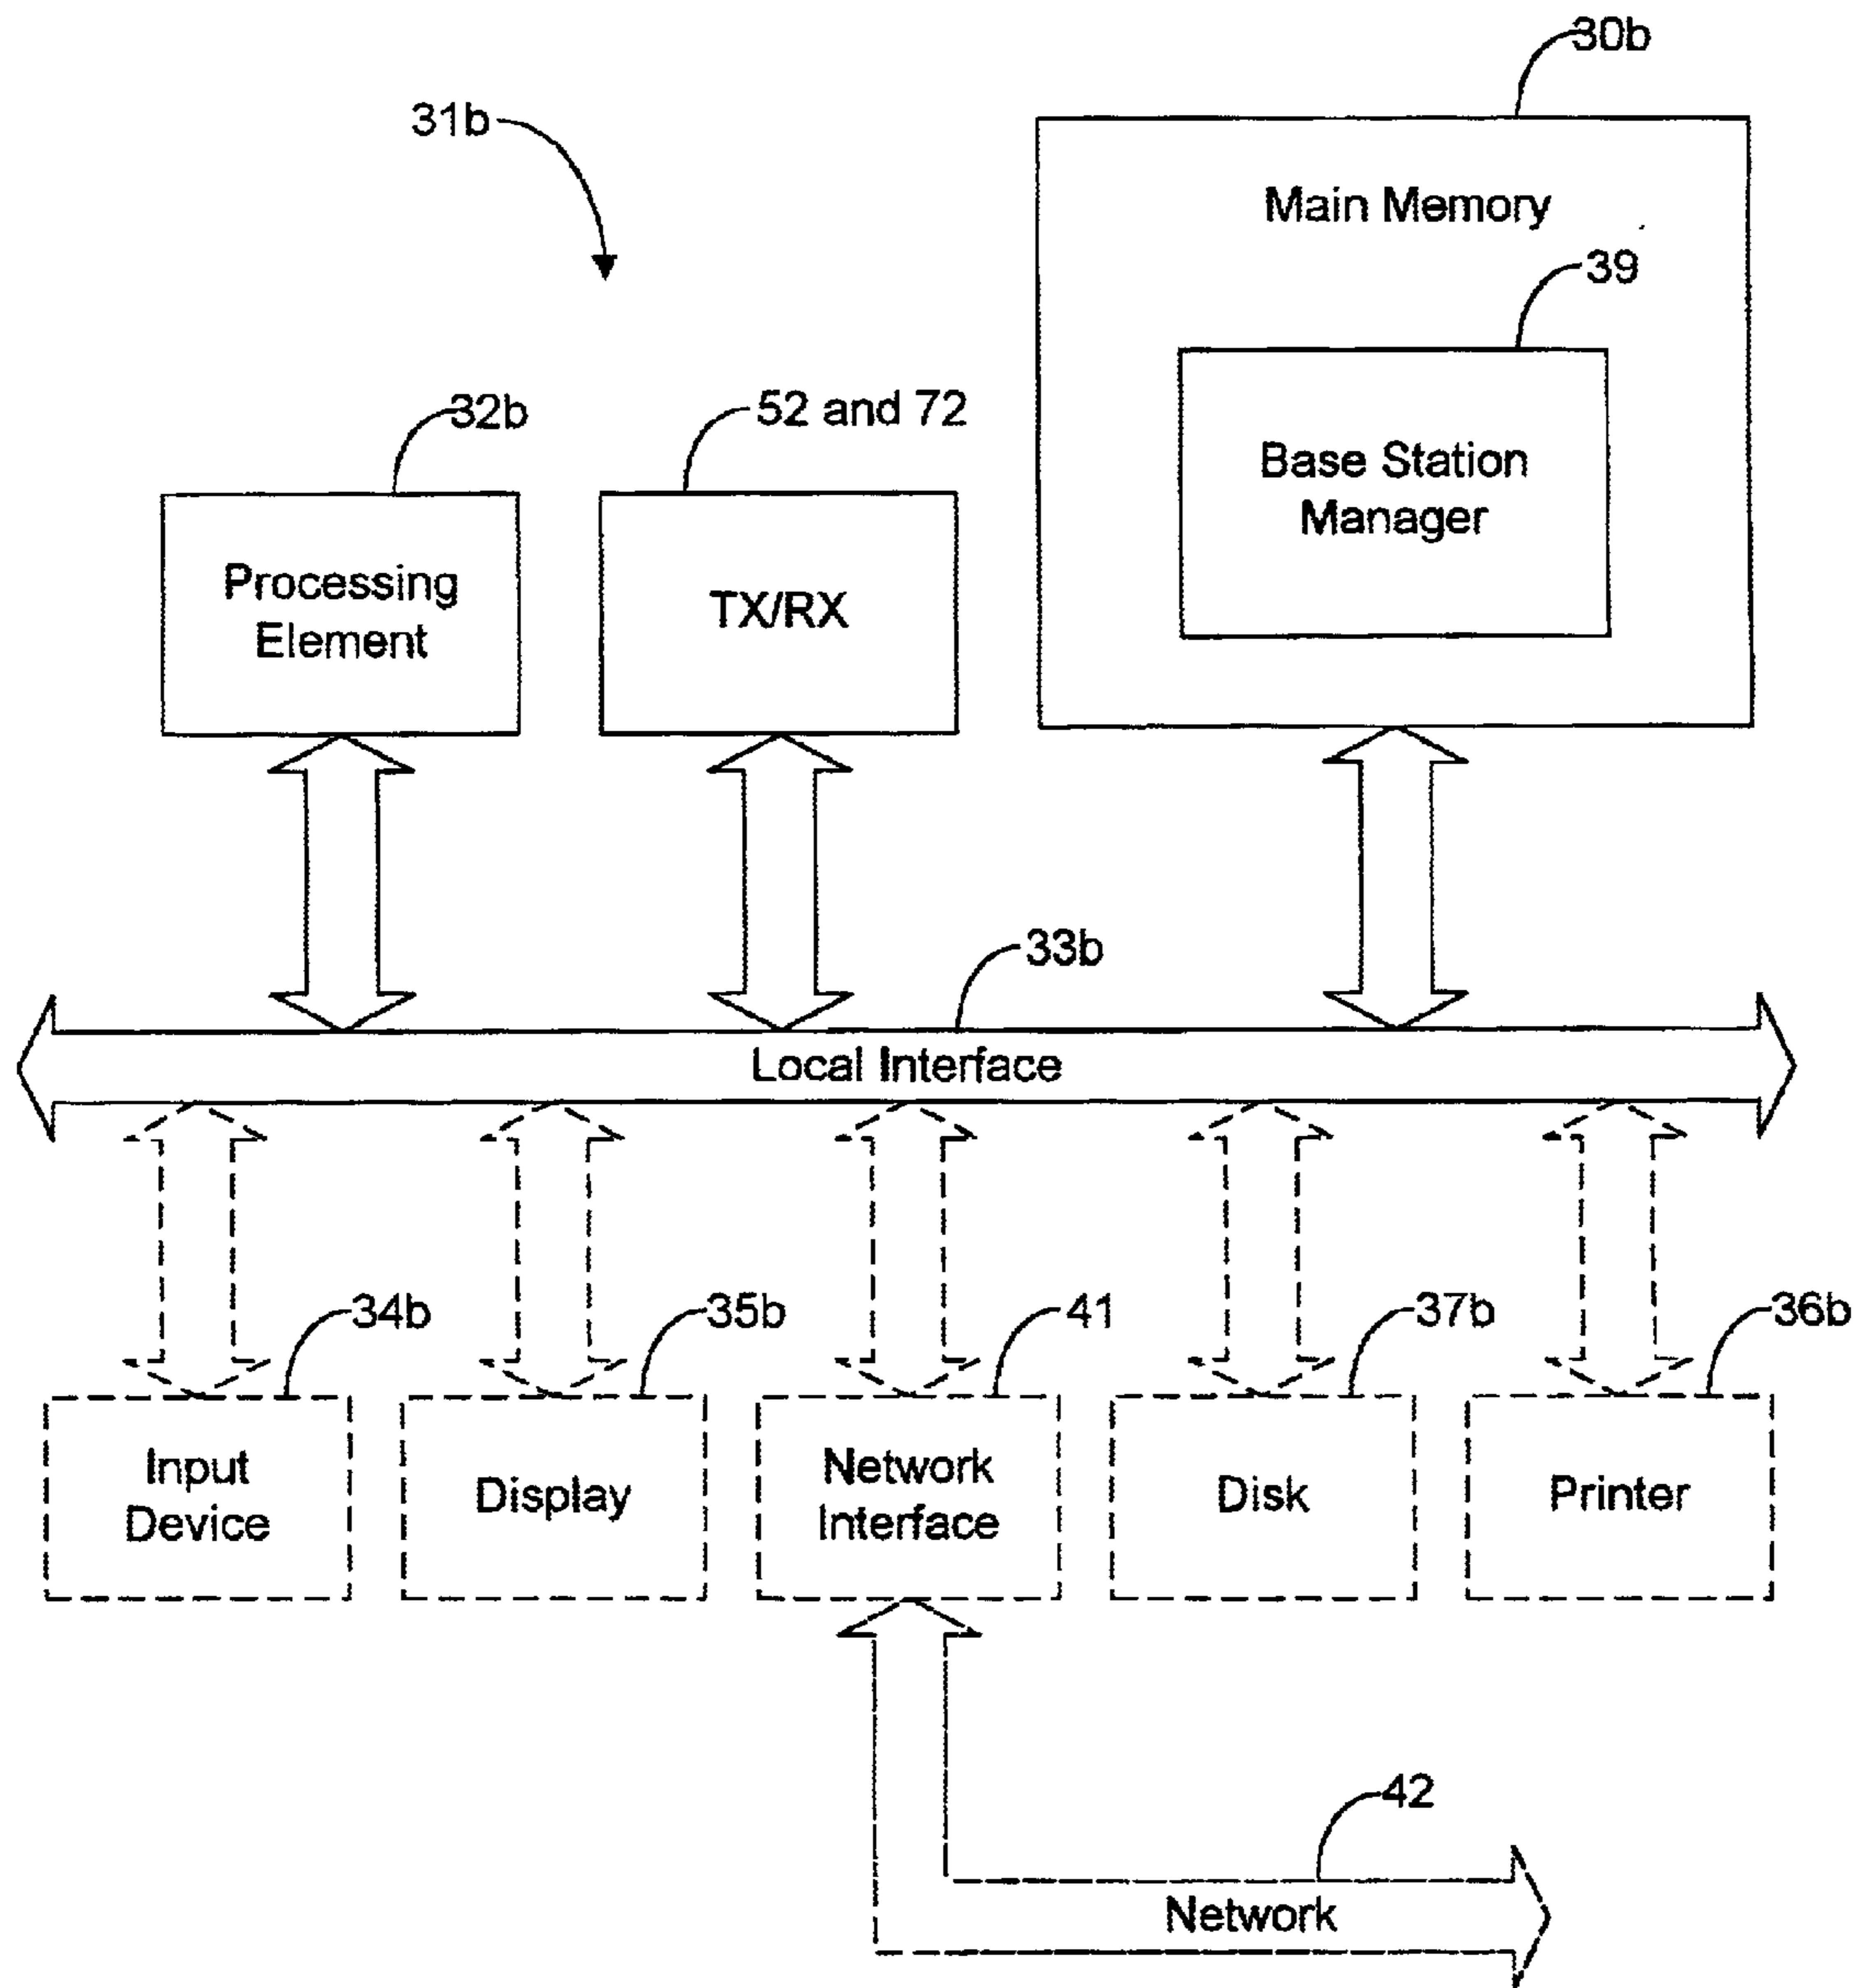 30b
31b
Main Memory
39
32b
52 and 72
Base Station
Manager
Processing
Element
TX/RX
33b
Local Interface
34b
35b
41
37b
36b
Input
Device
Display
Network
Interface
Disk
Printer
42
Network